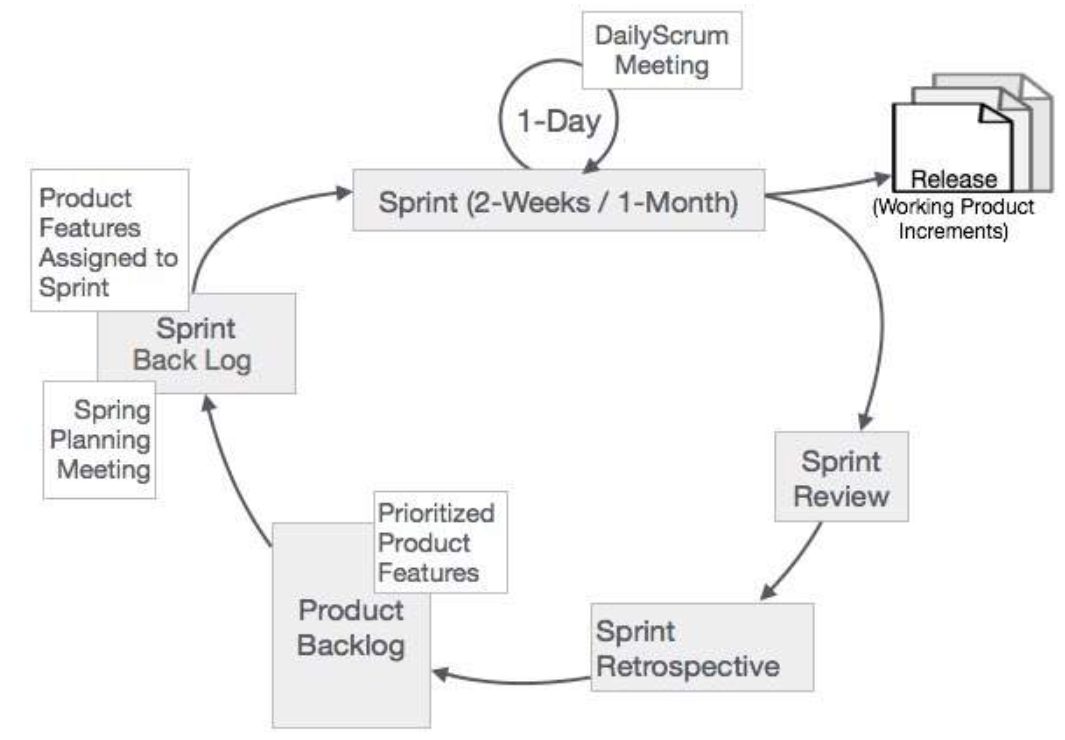 DailyScrum
Meeting
1-Day
Sprint (2-Weeks / 1-Month)
Release
(Working Product
Increments)
Product
Features
Assigned to
Sprint
Sprint
Back Log
Spring
Planning
Meeting
Sprint
Review
Prioritized
Product
Features
Product
Backlog
Sprint
Retrospective